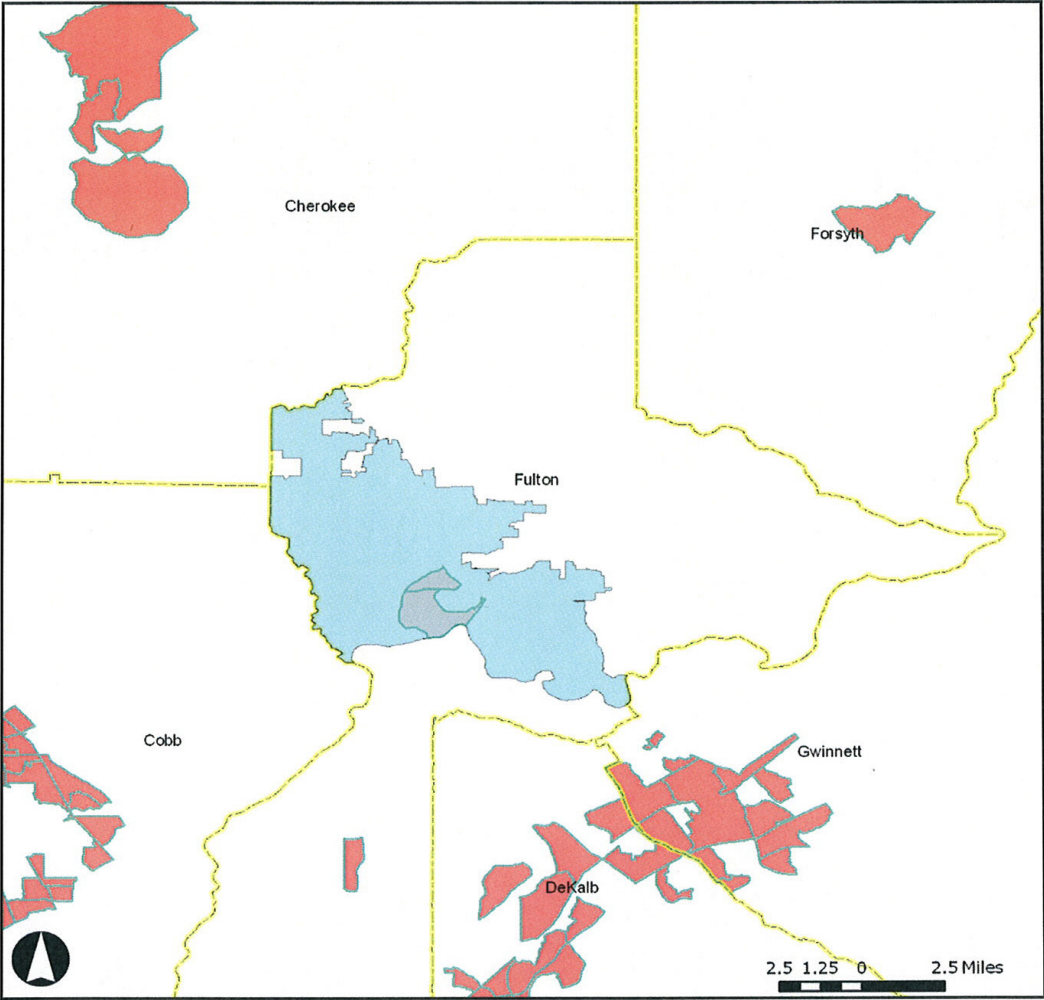 Cherokee
Forsyth
Fulton
Cobb
Gwinnett
DeKalb
2.5 1.25 0 2.5 Miles